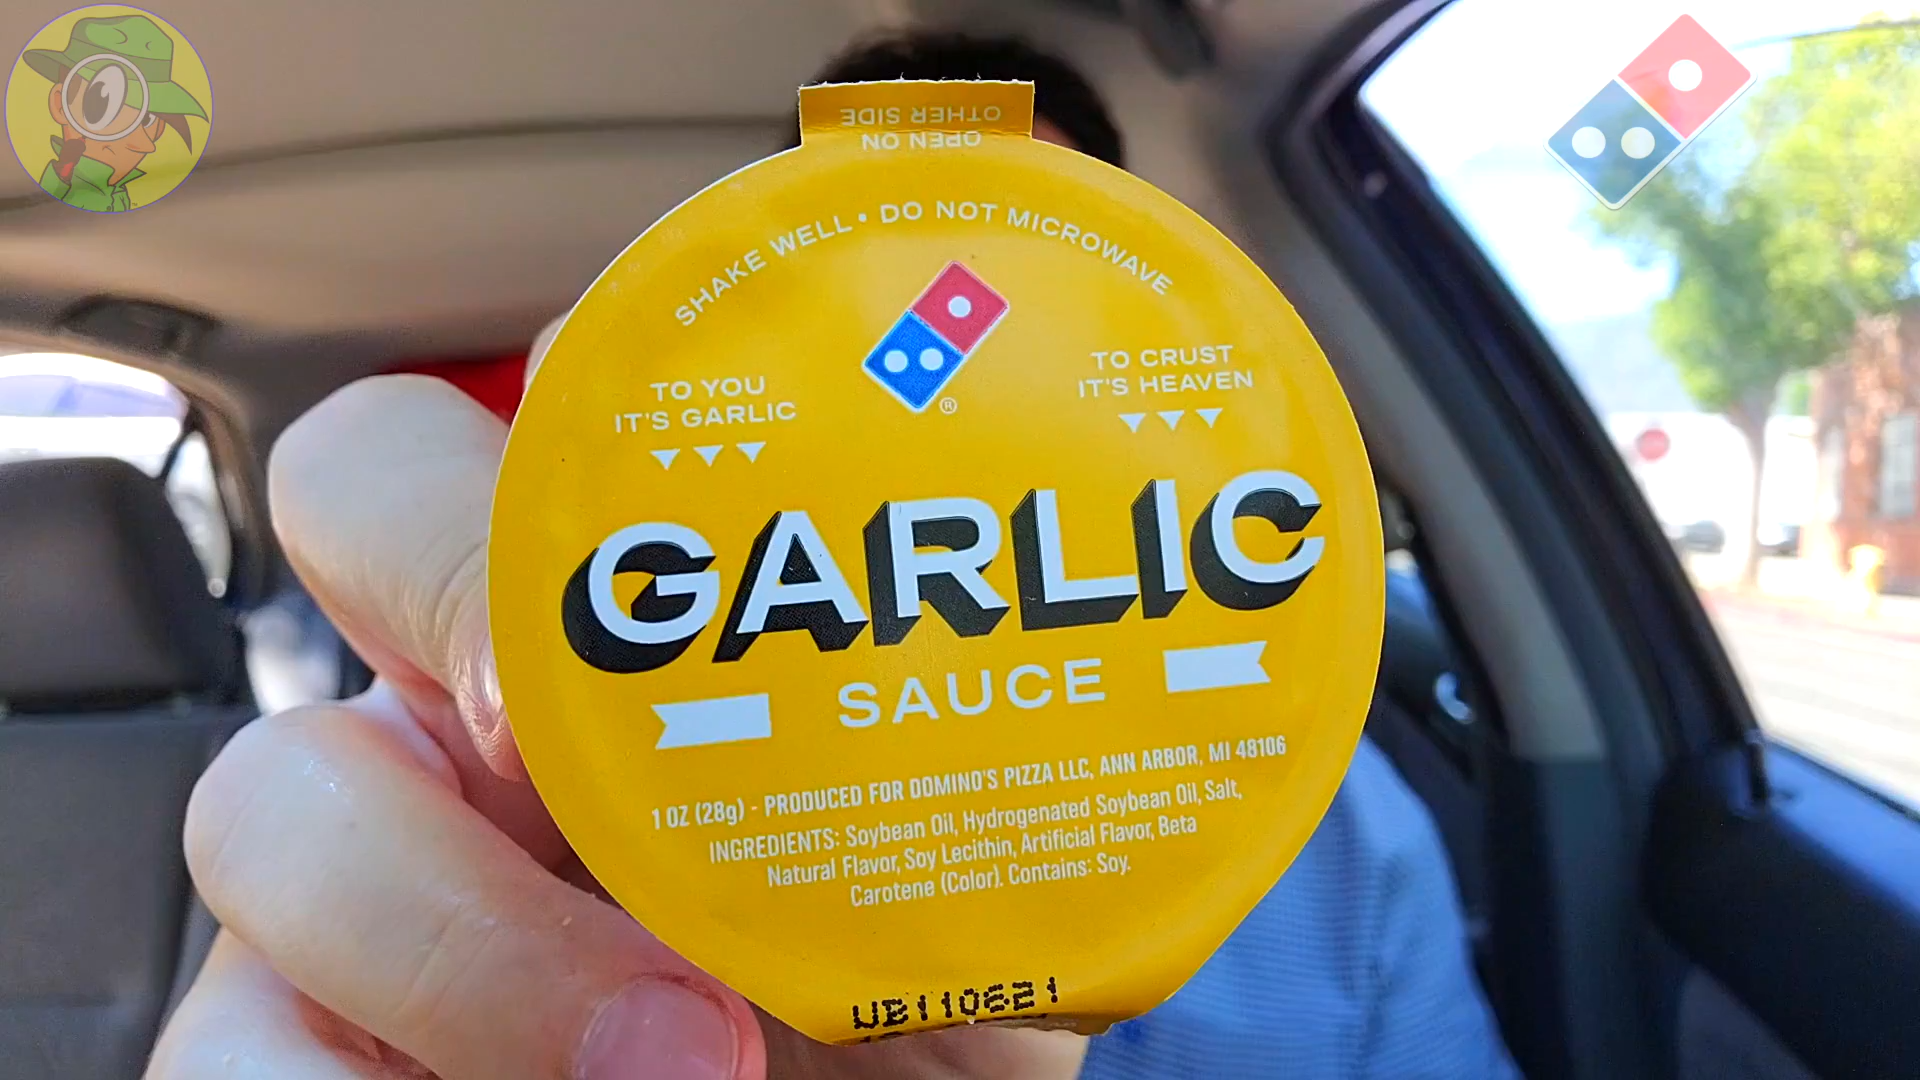 OPEN ON
OTHER SIDE
SHAKE WELL • DO NOT MICROWAVE
TO YOU
IT'S GARLIC
TO CRUST
IT'S HEAVEN
®
GARLIC
SAUCE
1 OZ (28g) - PRODUCED FOR DOMINO'S PIZZA LLC, ANN ARBOR, MI 48106
INGREDIENTS: Soybean Oil, Hydrogenated Soybean Oil, Salt,
Natural Flavor, Soy Lecithin, Artificial Flavor, Beta
Carotene (Color). Contains: Soy.
UB110621